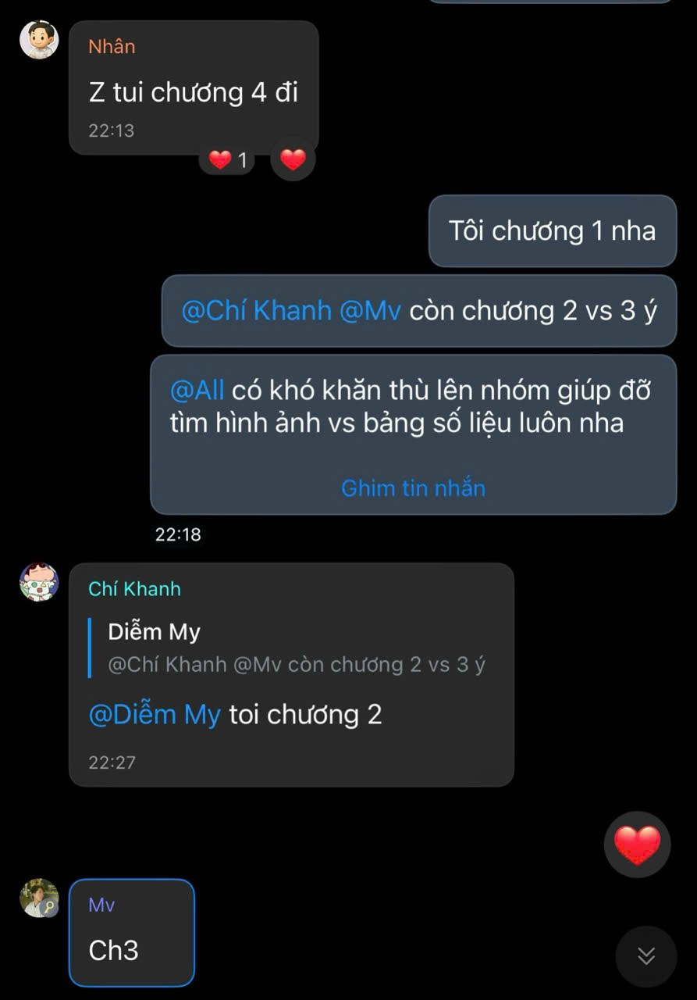 Nhân
Z tui chương 4 đi
22:13
❤️ 1 ❤️
Tôi chương 1 nha
@Chí Khanh @Mv còn chương 2 vs 3 ý
@All có khó khăn thù lên nhóm giúp đỡ
tìm hình ảnh vs bảng số liệu luôn nha
Ghim tin nhắn
22:18
Chí Khanh
Diễm My
@Chí Khanh @Mv còn chương 2 vs 3 ý
@Diễm My toi chương 2
22:27
Mv
Ch3